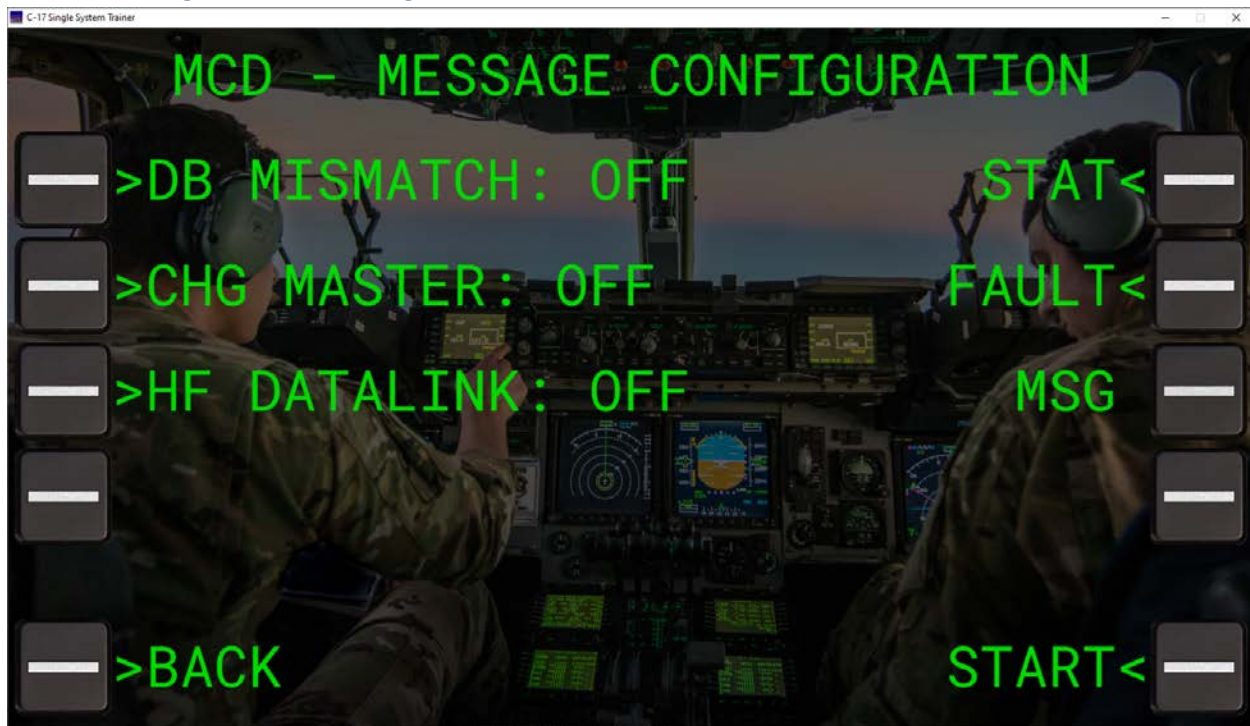 C-17 Single System Trainer
MCD - MESSAGE CONFIGURATION
>DB MISMATCH: OFF STAT<
>CHG MASTER: OFF FAULT<
>HF DATALINK: OFF MSG
>BACK START<